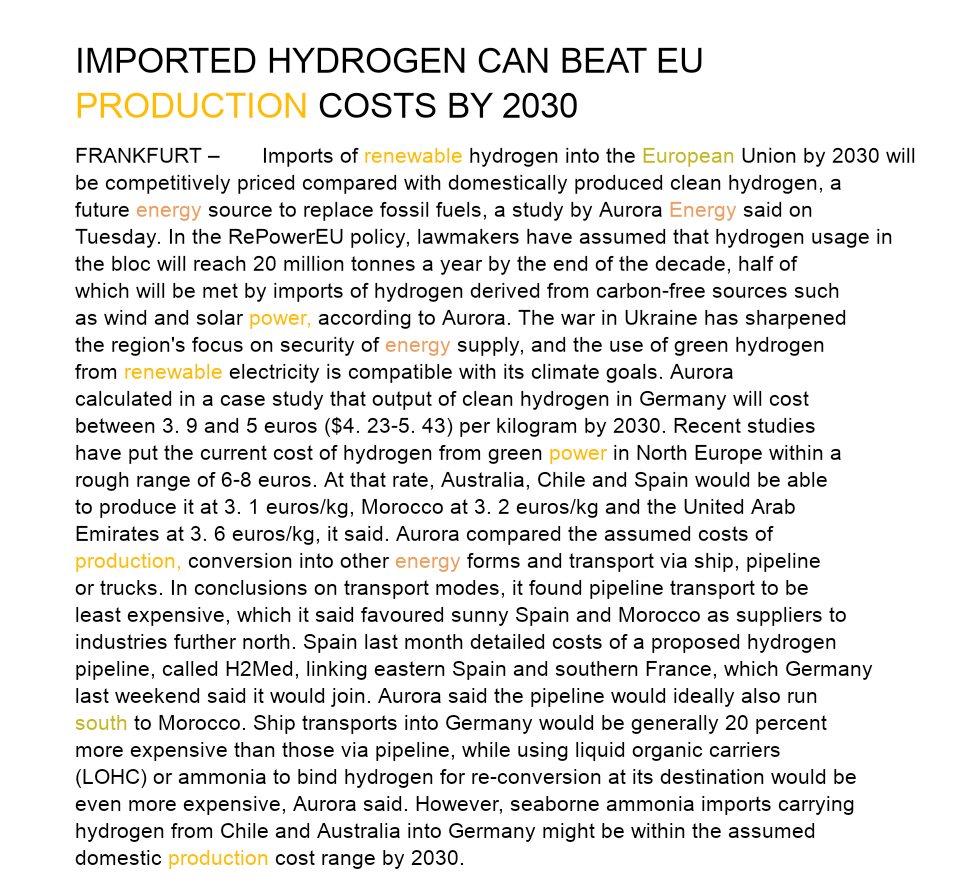 IMPORTED HYDROGEN CAN BEAT EU
PRODUCTION COSTS BY 2030
FRANKFURT – Imports of renewable hydrogen into the European Union by 2030 will
be competitively priced compared with domestically produced clean hydrogen, a
future energy source to replace fossil fuels, a study by Aurora Energy said on
Tuesday. In the RePowerEU policy, lawmakers have assumed that hydrogen usage in
the bloc will reach 20 million tonnes a year by the end of the decade, half of
which will be met by imports of hydrogen derived from carbon-free sources such
as wind and solar power, according to Aurora. The war in Ukraine has sharpened
the region's focus on security of energy supply, and the use of green hydrogen
from renewable electricity is compatible with its climate goals. Aurora
calculated in a case study that output of clean hydrogen in Germany will cost
between 3. 9 and 5 euros ($4. 23-5. 43) per kilogram by 2030. Recent studies
have put the current cost of hydrogen from green power in North Europe within a
rough range of 6-8 euros. At that rate, Australia, Chile and Spain would be able
to produce it at 3. 1 euros/kg, Morocco at 3. 2 euros/kg and the United Arab
Emirates at 3. 6 euros/kg, it said. Aurora compared the assumed costs of
production, conversion into other energy forms and transport via ship, pipeline
or trucks. In conclusions on transport modes, it found pipeline transport to be
least expensive, which it said favoured sunny Spain and Morocco as suppliers to
industries further north. Spain last month detailed costs of a proposed hydrogen
pipeline, called H2Med, linking eastern Spain and southern France, which Germany
last weekend said it would join. Aurora said the pipeline would ideally also run
south to Morocco. Ship transports into Germany would be generally 20 percent
more expensive than those via pipeline, while using liquid organic carriers
(LOHC) or ammonia to bind hydrogen for re-conversion at its destination would be
even more expensive, Aurora said. However, seaborne ammonia imports carrying
hydrogen from Chile and Australia into Germany might be within the assumed
domestic production cost range by 2030.